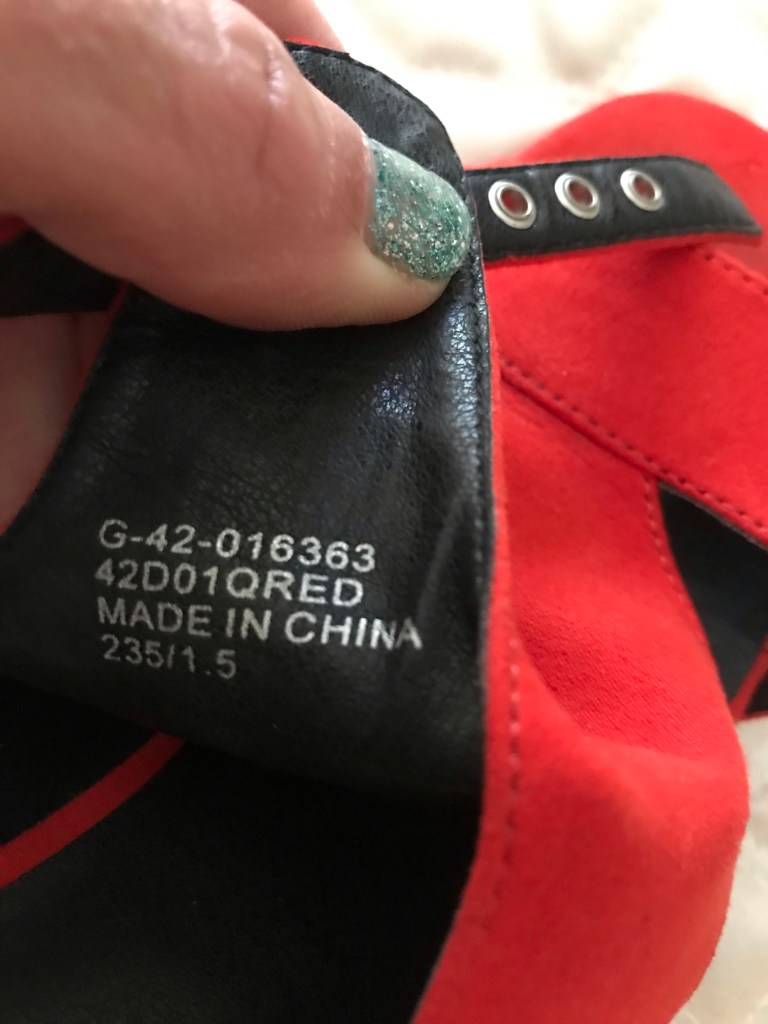 G-42-016363
42D01QRED
MADE IN CHINA
235/1.5